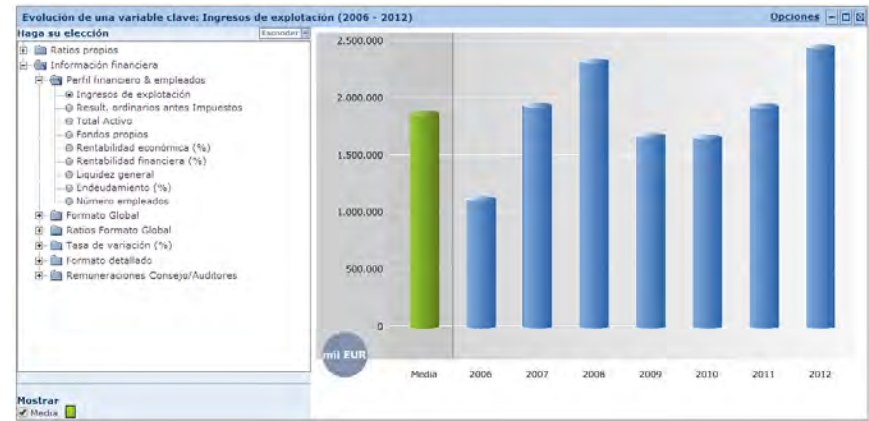 Evolución de una variable clave: Ingresos de explotación (2006 - 2012)
Opciones
Haga su elección
Esconder
Ratios propios
Información financiera
Perfil financiero & empleados
Ingresos de explotación
Result. ordinarios antes Impuestos
Total Activo
Fondos propios
Rentabilidad económica (%)
Rentabilidad financiera (%)
Liquidez general
Endeudamiento (%)
Número empleados
Formato Global
Ratios Formato Global
Tasa de variación (%)
Formato detallado
Remuneraciones Consejo/Auditores
Mostrar
Media
2.500.000
2.000.000
1.500.000
1.000.000
500.000
0
mil EUR
Media 2006 2007 2008 2009 2010 2011 2012